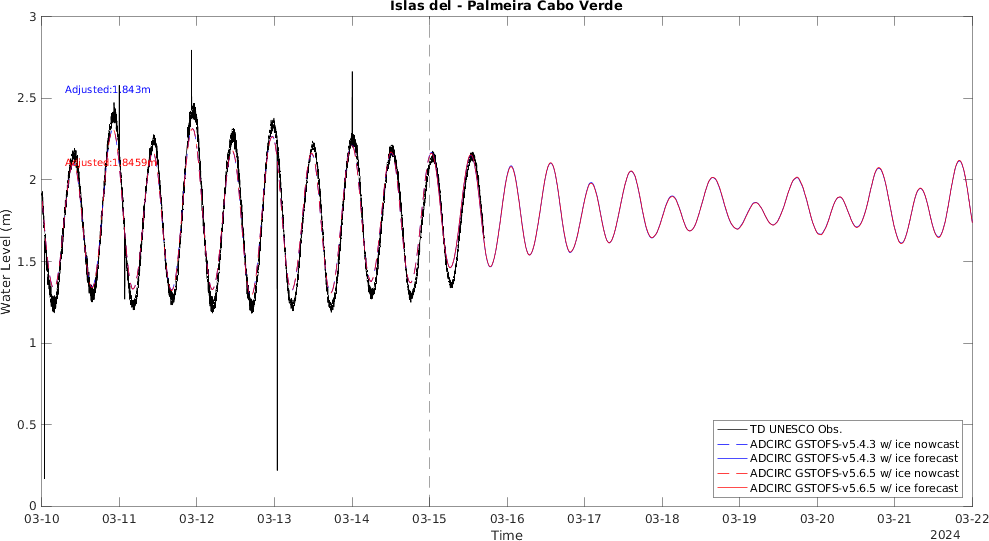 Islas del - Palmeira Cabo Verde
Water Level (m)
3
2.5
2
1.5
1
0.5
0
Adjusted:1.843m
Adjusted:1.8459m
TD UNESCO Obs.
ADCIRC GSTOFS-v5.4.3 w/ ice nowcast
ADCIRC GSTOFS-v5.4.3 w/ ice forecast
ADCIRC GSTOFS-v5.6.5 w/ ice nowcast
ADCIRC GSTOFS-v5.6.5 w/ ice forecast
03-10 03-11 03-12 03-13 03-14 03-15 03-16 03-17 03-18 03-19 03-20 03-21 03-22
Time
2024